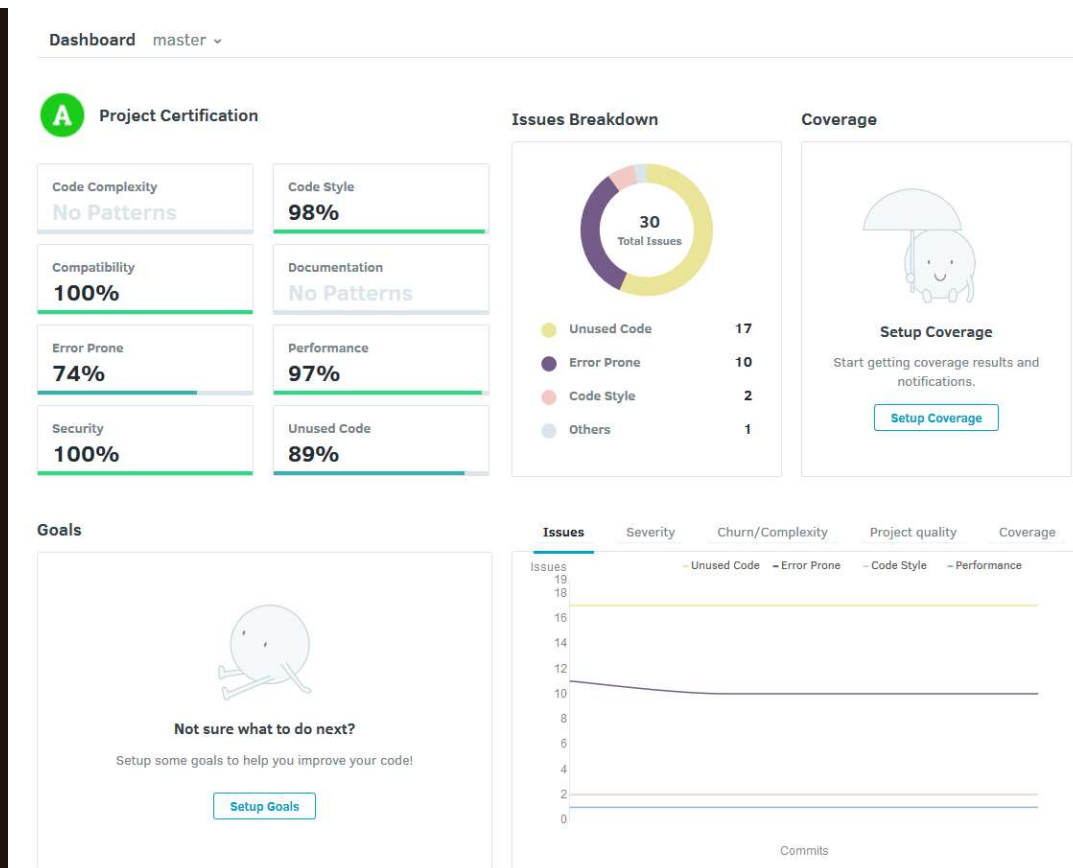 Dashboard master
A Project Certification
Code Complexity
No Patterns
Code Style
98%
Compatibility
100%
Documentation
No Patterns
Error Prone
74%
Performance
97%
Security
100%
Unused Code
89%
Issues Breakdown
30
Total Issues
Unused Code 17
Error Prone 10
Code Style 2
Others 1
Coverage
Setup Coverage
Start getting coverage results and
notifications.
Setup Coverage
Goals
Not sure what to do next?
Setup some goals to help you improve your code!
Setup Goals
Issues Severity Churn/Complexity Project quality Coverage
Issues
Unused Code Error Prone Code Style Performance
19
18
16
14
12
10
8
6
4
2
0
Commits